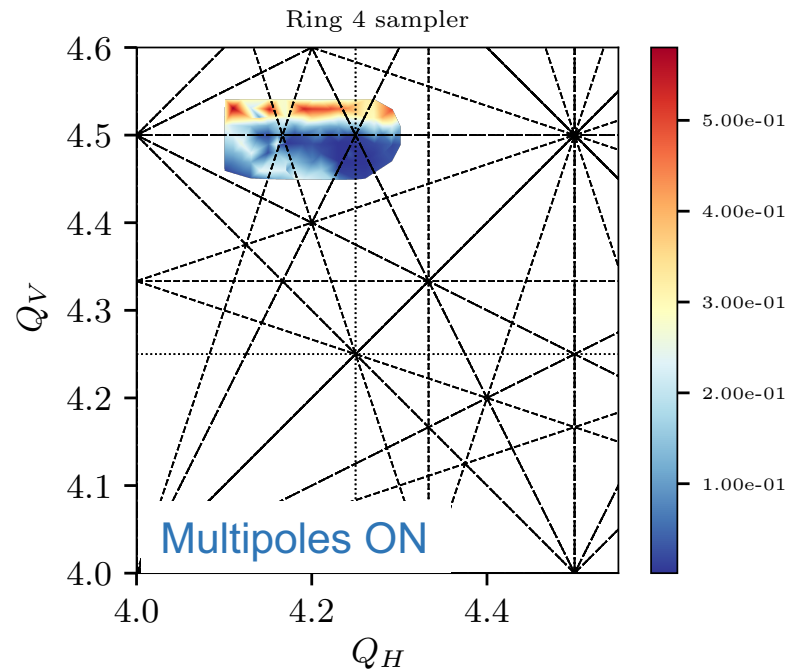 Ring 4 sampler
4.6
4.5
4.4
4.3
4.2
4.1
4.0
Q_V
Multipoles ON
4.0 4.2 4.4
Q_H
5.00e-01
4.00e-01
3.00e-01
2.00e-01
1.00e-01